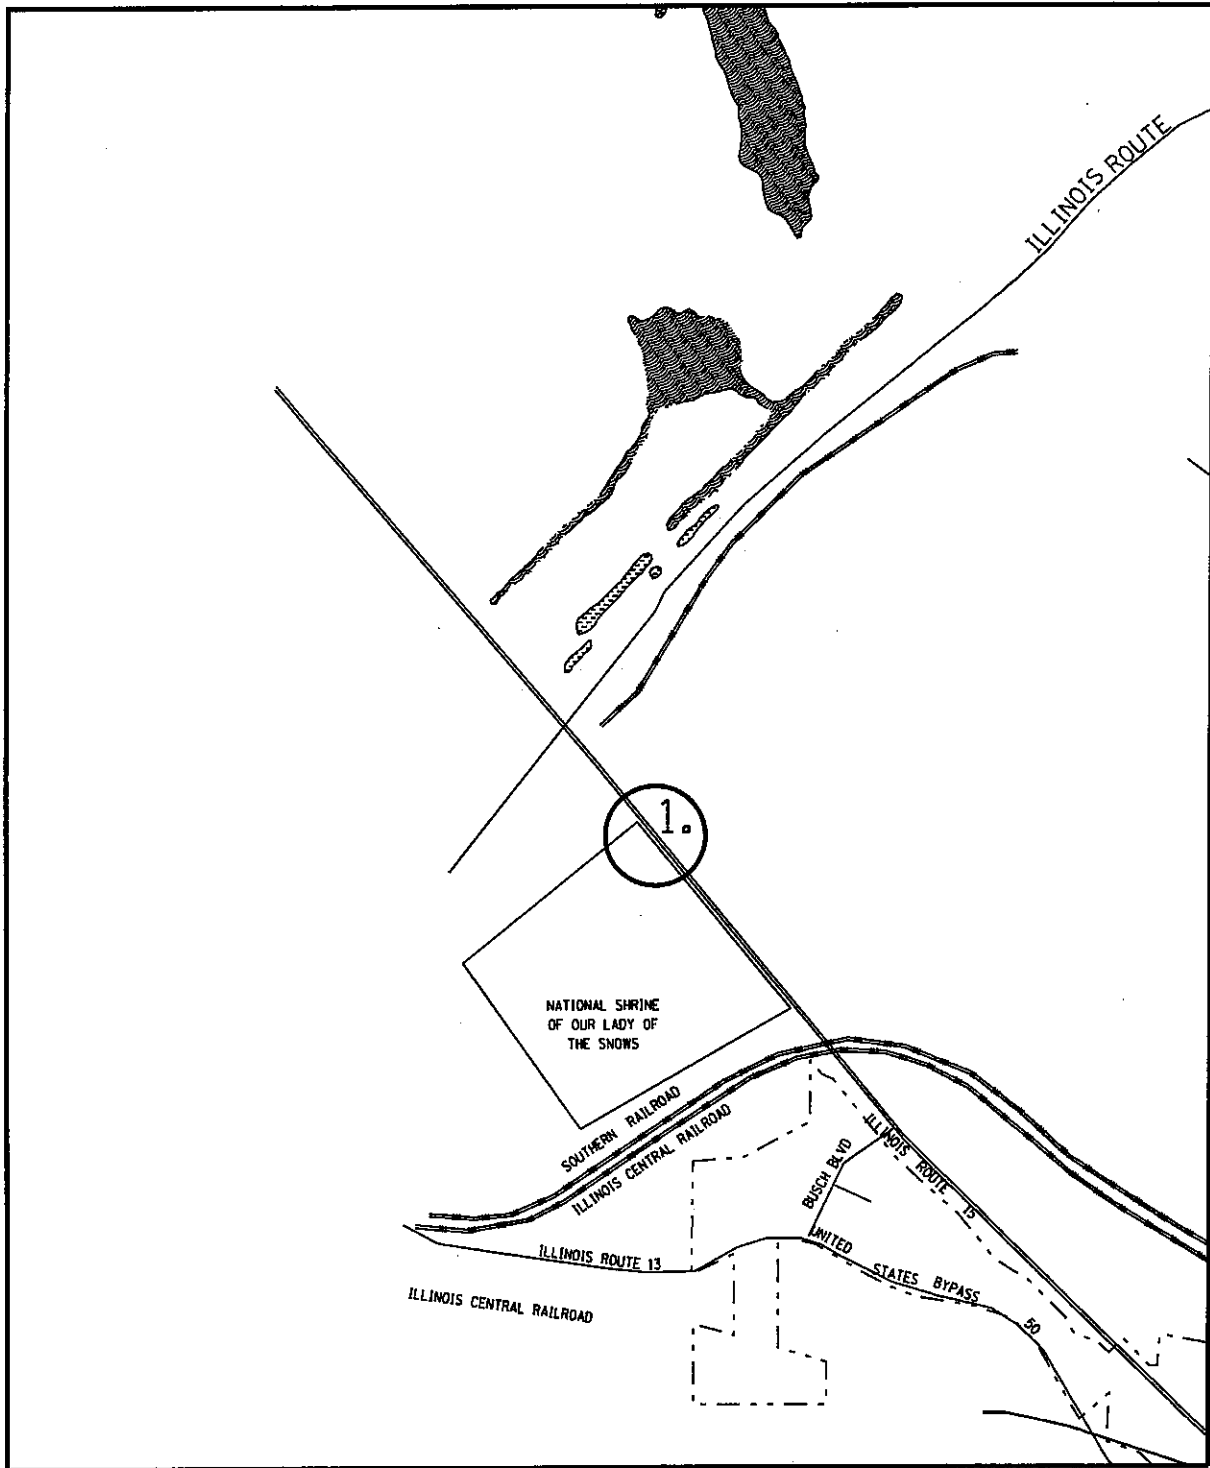 ILLINOIS ROUTE
1.
NATIONAL SHRINE
OF OUR LADY OF
THE SNOWS
SOUTHERN RAILROAD
ILLINOIS CENTRAL RAILROAD
BUSCH BLVD
ILLINOIS ROUTE 15
UNITED STATES BYPASS 50
ILLINOIS ROUTE 13
ILLINOIS CENTRAL RAILROAD